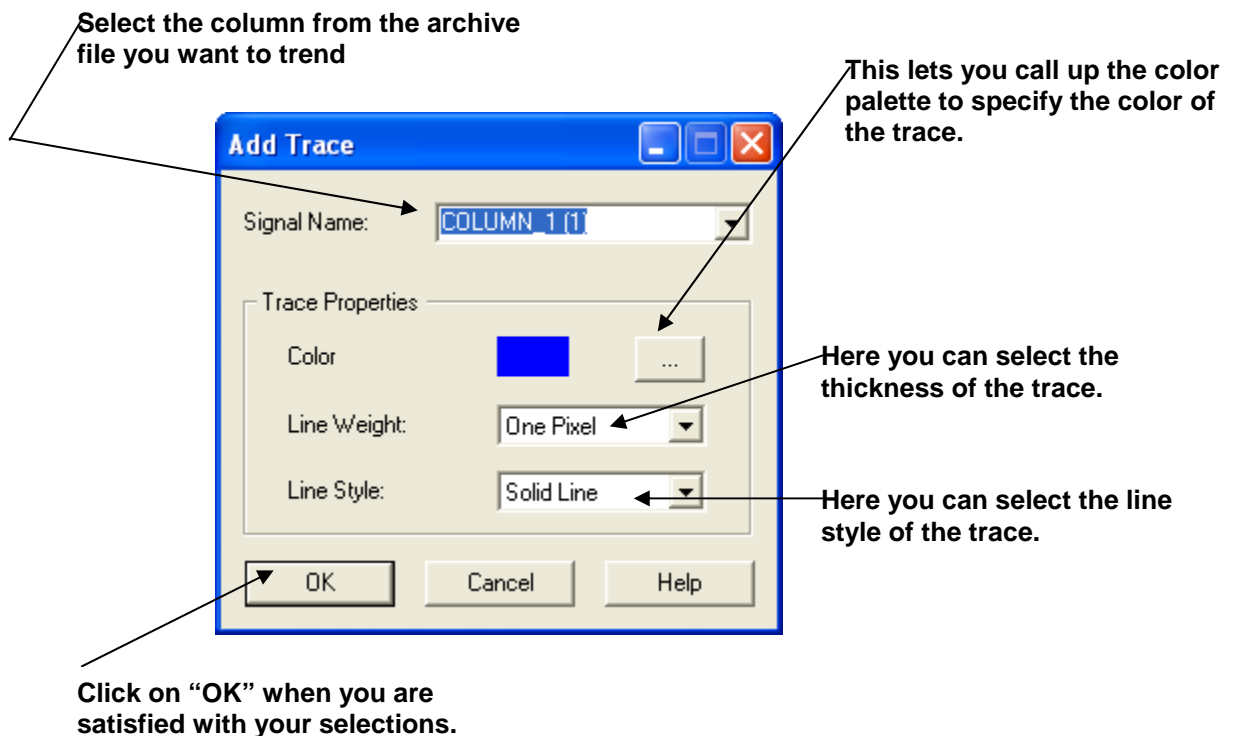 Select the column from the archive
file you want to trend
This lets you call up the color
palette to specify the color of
the trace.
Add Trace
Signal Name:
COLUMN_1 (1)
Trace Properties
Color
...
Here you can select the
thickness of the trace.
Line Weight:
One Pixel
Line Style:
Solid Line
Here you can select the line
style of the trace.
OK
Cancel
Help
Click on “OK” when you are
satisfied with your selections.